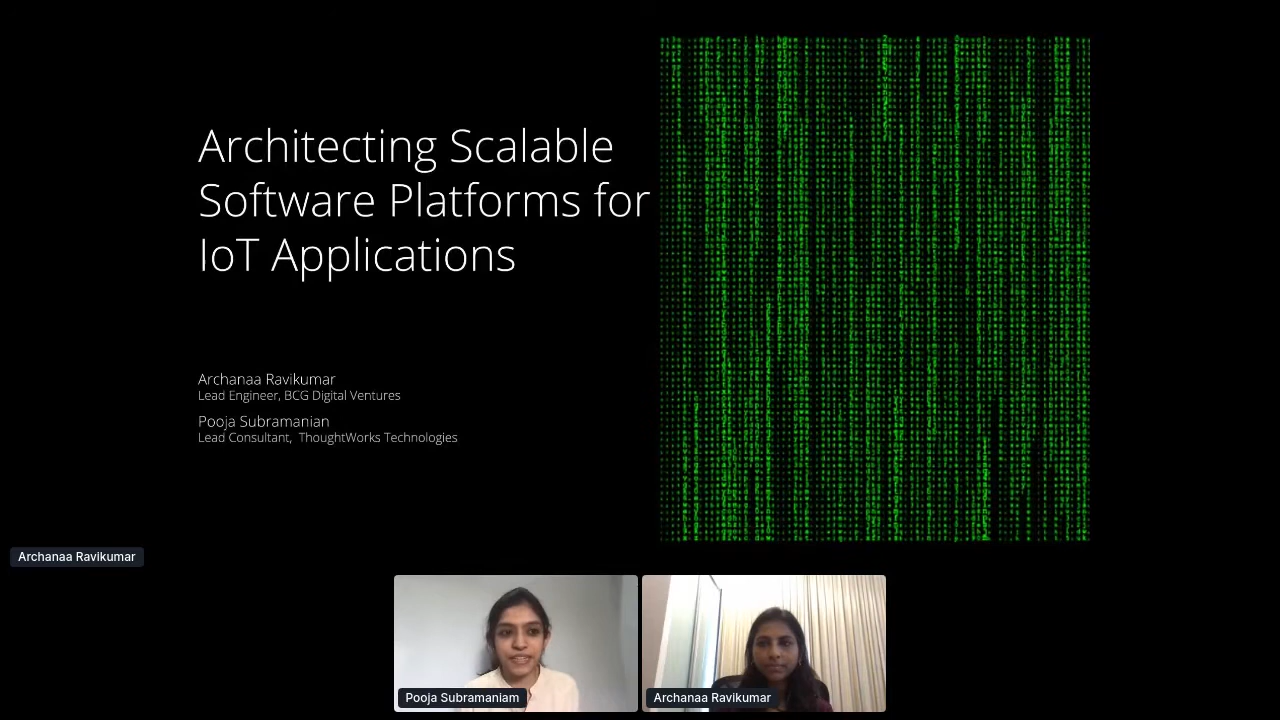 Architecting Scalable
Software Platforms for
IoT Applications
Archanaa Ravikumar
Lead Engineer, BCG Digital Ventures
Pooja Subramanian
Lead Consultant, ThoughtWorks Technologies
Archanaa Ravikumar
Pooja Subramaniam
Archanaa Ravikumar